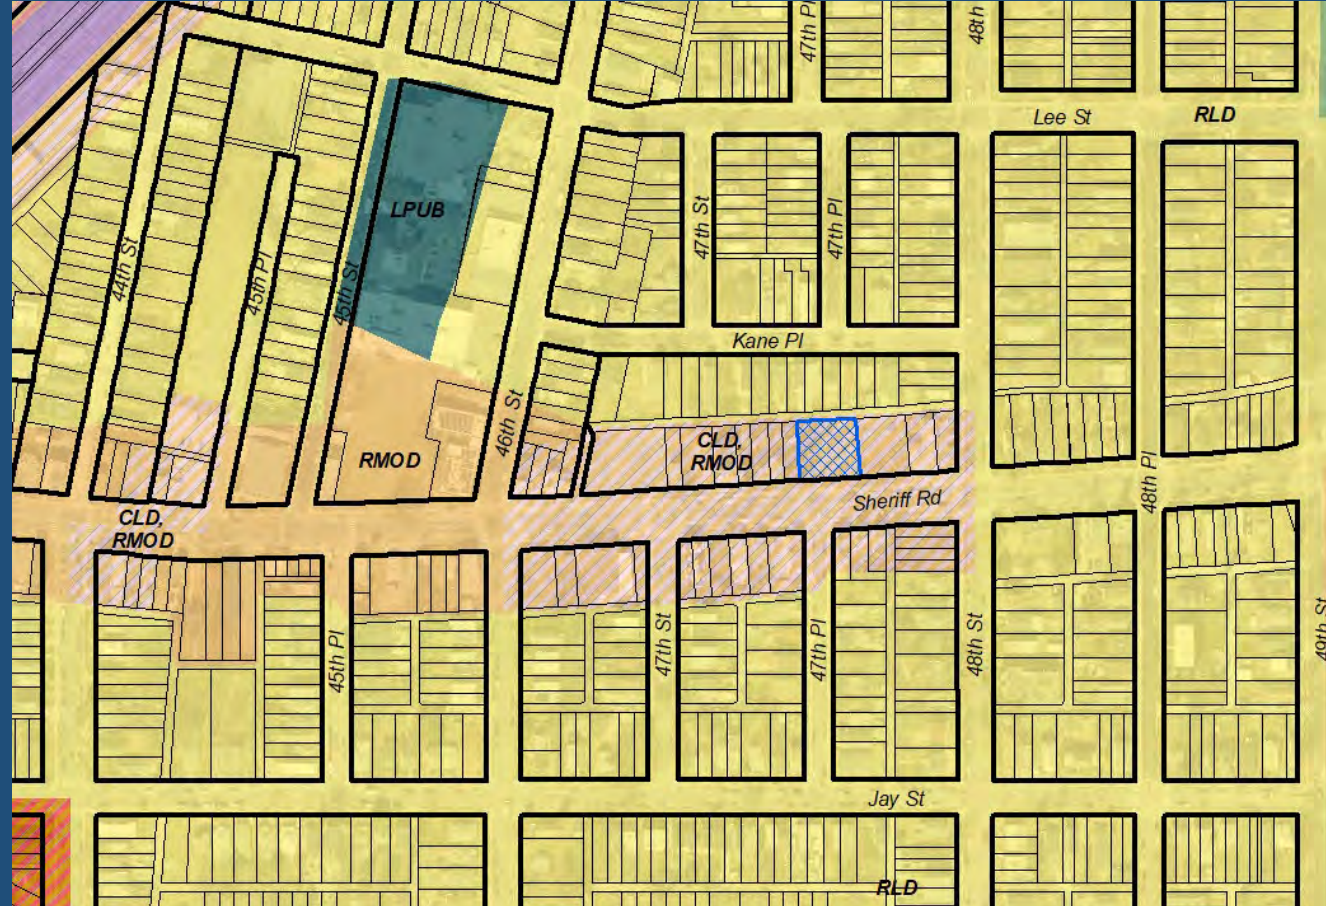 47th Pl
48th
Lee St
RLD
LPUB
44th St
45th Pl
45th St
47th St
47th Pl
Kane Pl
46th St
RMOD
CLD,
RMOD
Sheriff Rd
48th Pl
CLD,
RMOD
45th Pl
47th St
47th Pl
48th St
49th St
Jay St
RLD